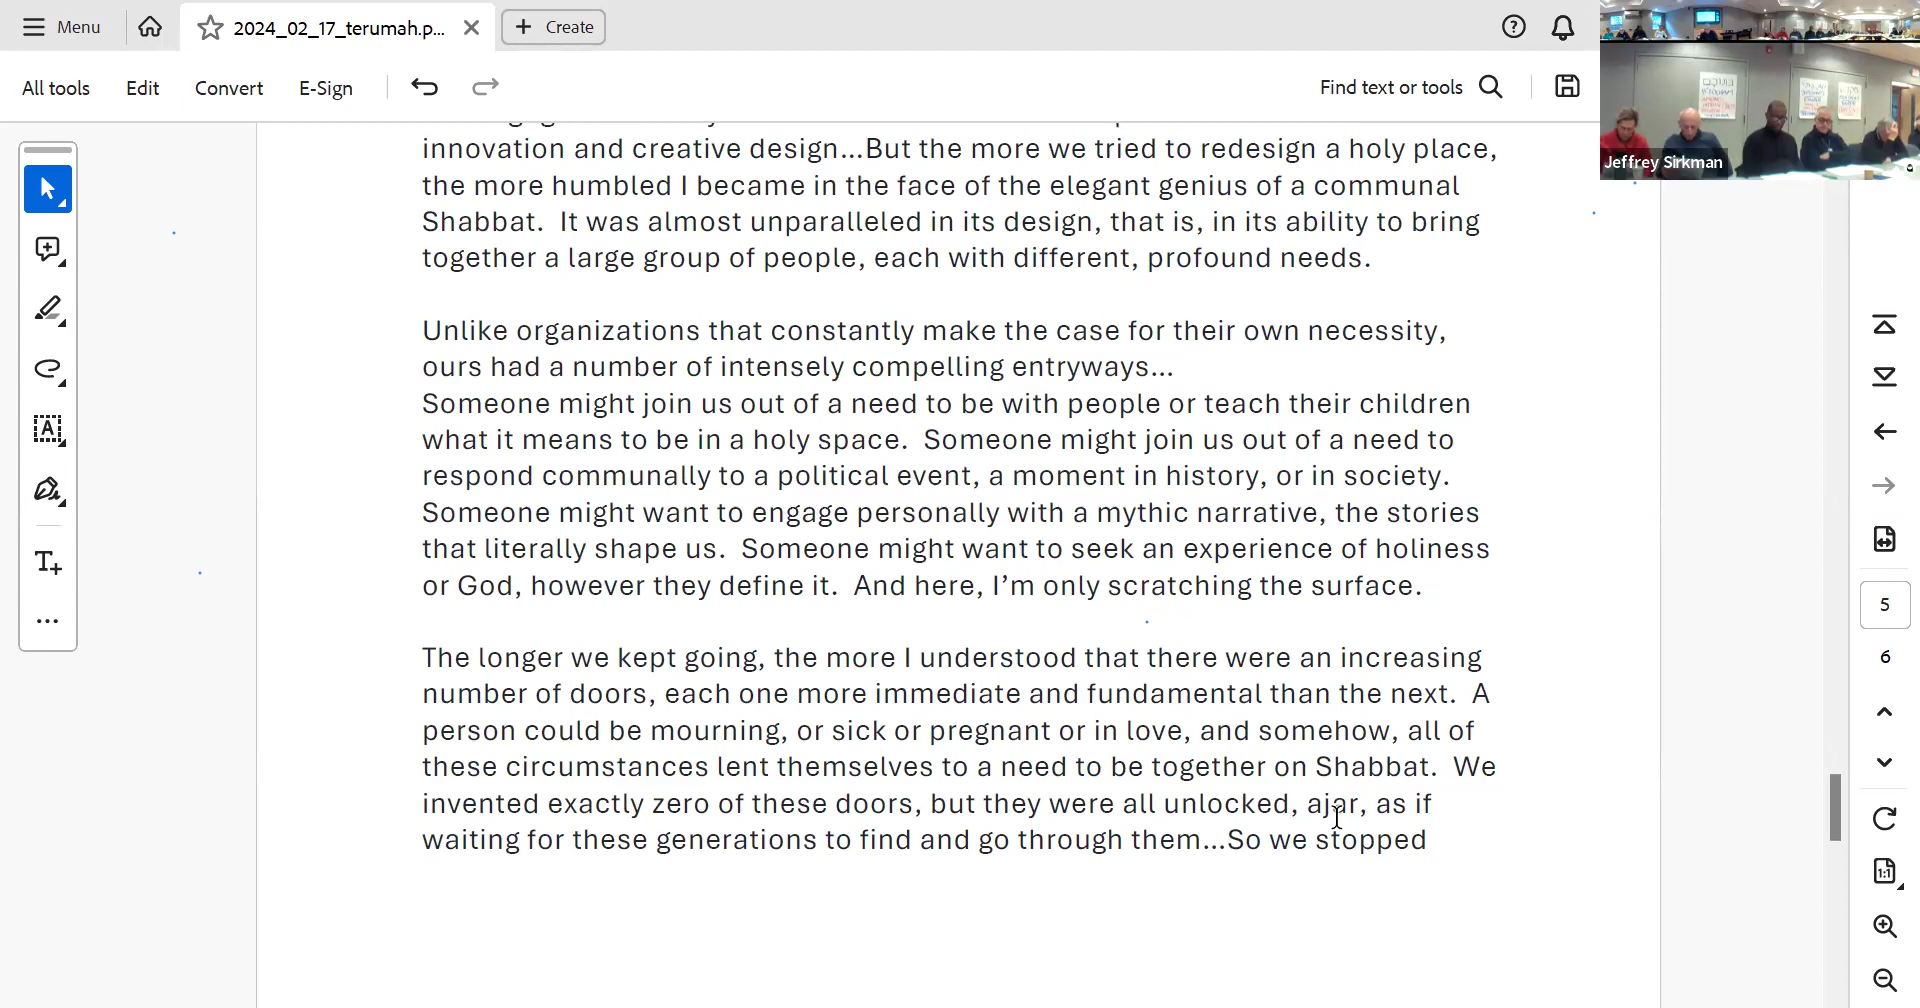 Menu
2024_02_17_terumah.p...
Create
All tools
Edit
Convert
E-Sign
Find text or tools
Jeffrey Sirkman
innovation and creative design...But the more we tried to redesign a holy place,
the more humbled I became in the face of the elegant genius of a communal
Shabbat.  It was almost unparalleled in its design, that is, in its ability to bring
together a large group of people, each with different, profound needs.
Unlike organizations that constantly make the case for their own necessity,
ours had a number of intensely compelling entryways...
Someone might join us out of a need to be with people or teach their children
what it means to be in a holy space.  Someone might join us out of a need to
respond communally to a political event, a moment in history, or in society.
Someone might want to engage personally with a mythic narrative, the stories
that literally shape us.  Someone might want to seek an experience of holiness
or God, however they define it.  And here, I’m only scratching the surface.
The longer we kept going, the more I understood that there were an increasing
number of doors, each one more immediate and fundamental than the next.  A
person could be mourning, or sick or pregnant or in love, and somehow, all of
these circumstances lent themselves to a need to be together on Shabbat.  We
invented exactly zero of these doors, but they were all unlocked, ajar, as if
waiting for these generations to find and go through them...So we stopped
5
6
1:1